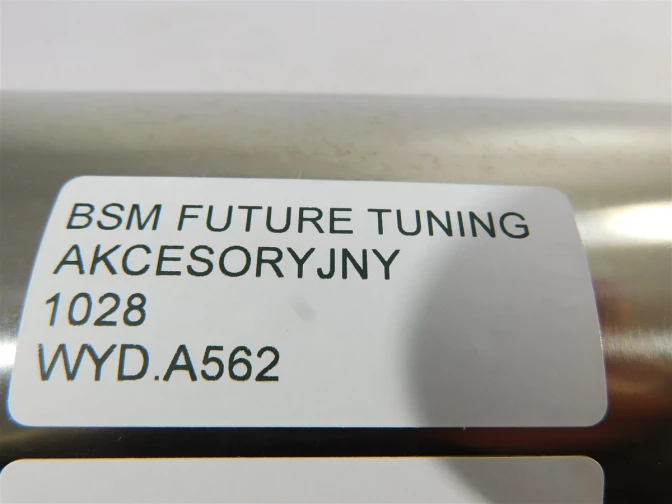 BSM FUTURE TUNING
AKCESORYJNY
1028
WYD.A562